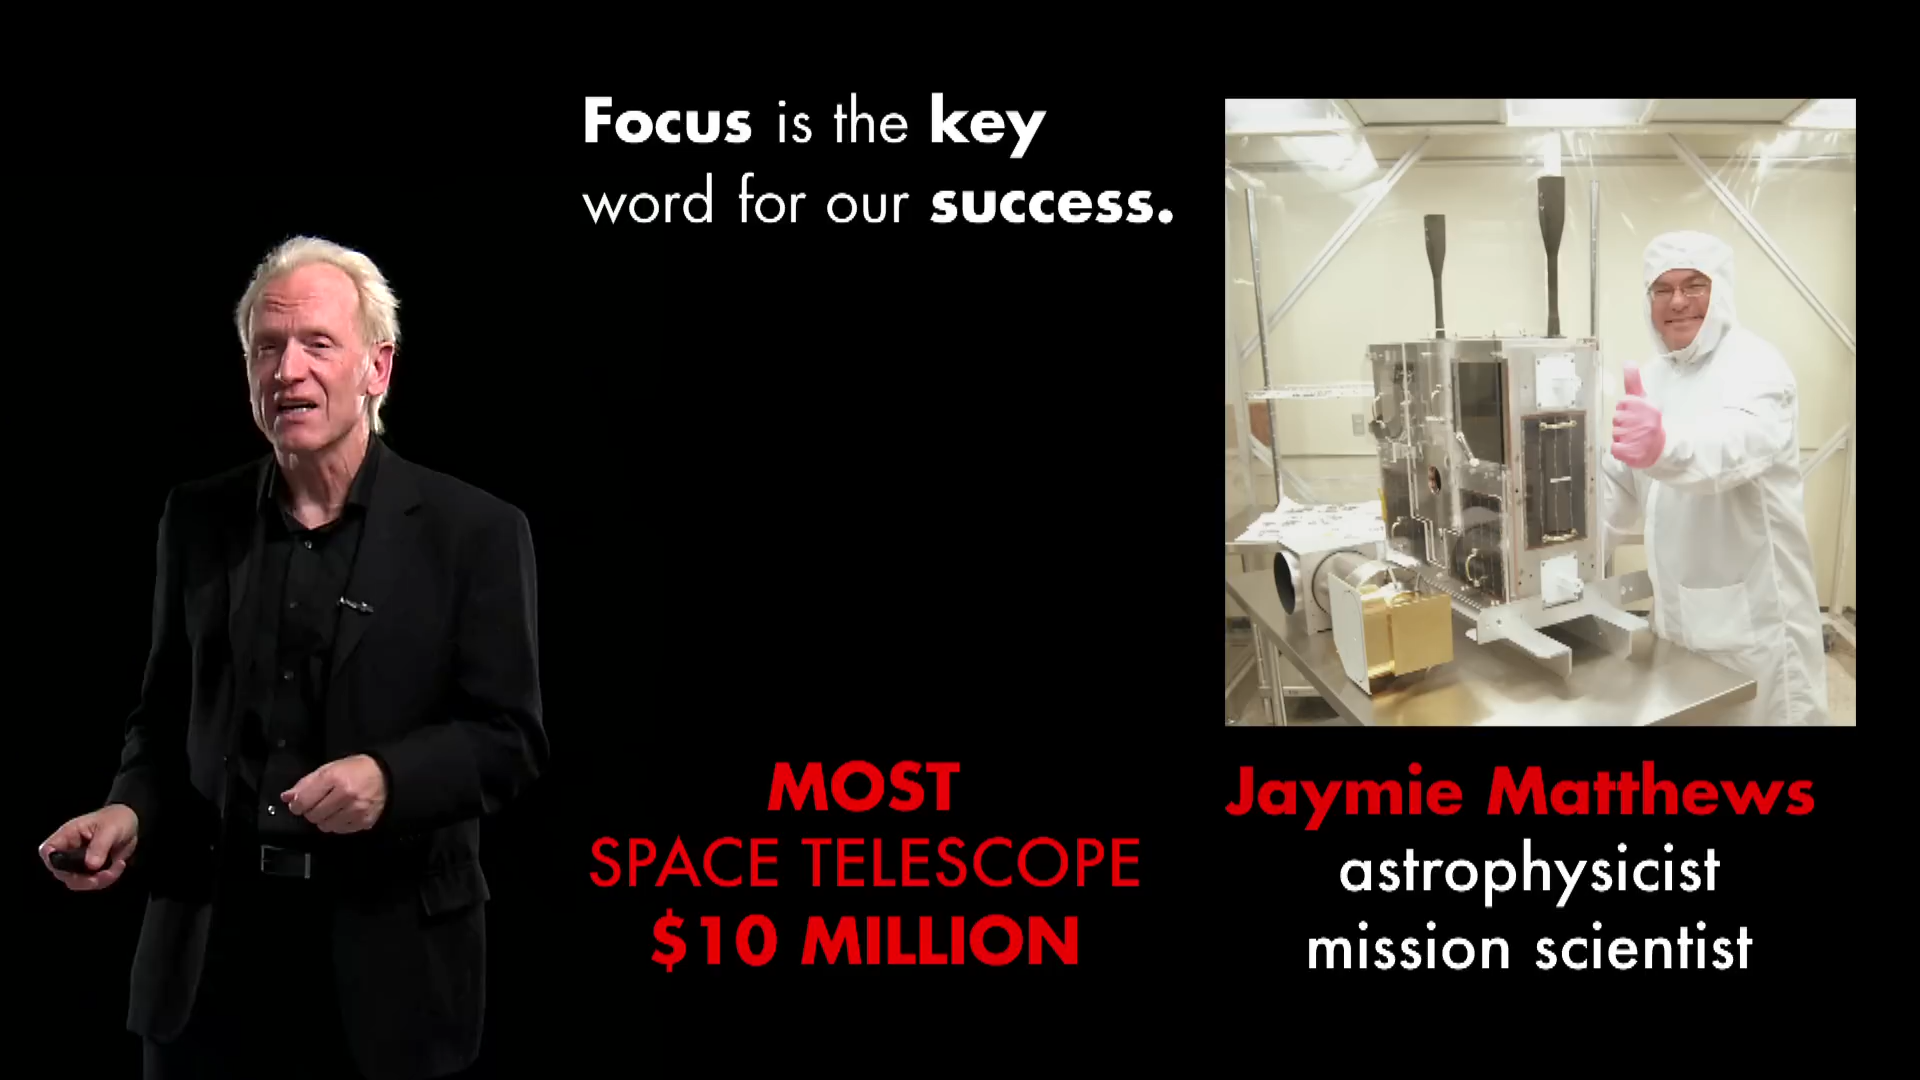 Focus is the key
word for our success.
MOST
SPACE TELESCOPE
$10 MILLION
Jaymie Matthews
astrophysicist
mission scientist